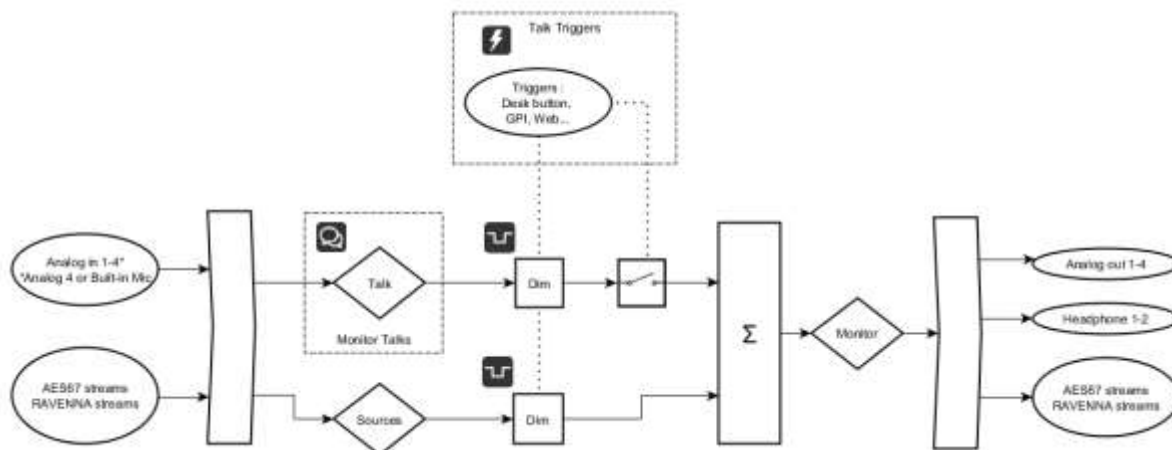 Talk Triggers
Triggers :
Desk button,
GPI, Web...
Analog in 1-4*
*Analog 4 or Built-in Mic
Talk
Dim
Monitor Talks
Σ
Monitor
Analog out 1-4
Headphone 1-2
AES67 streams
RAVENNA streams
Sources
Dim
AES67 streams
RAVENNA streams